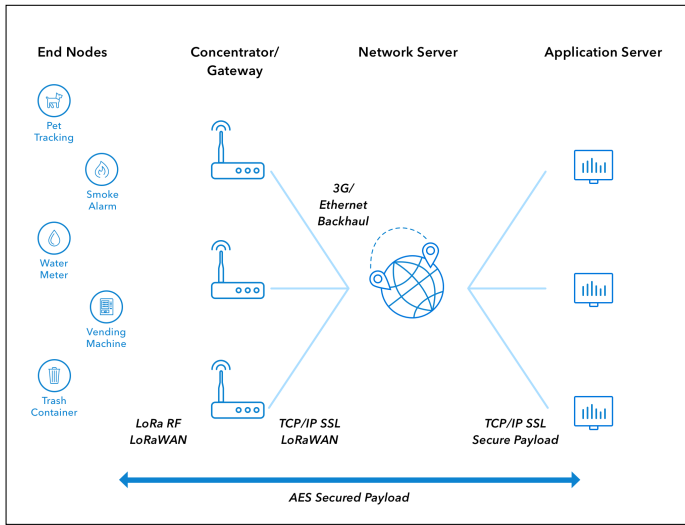 End Nodes
Concentrator/
Gateway
Network Server
Application Server
Pet
Tracking
Smoke
Alarm
Water
Meter
Vending
Machine
Trash
Container
3G/
Ethernet
Backhaul
LoRa RF
LoRaWAN
TCP/IP SSL
LoRaWAN
TCP/IP SSL
Secure Payload
AES Secured Payload